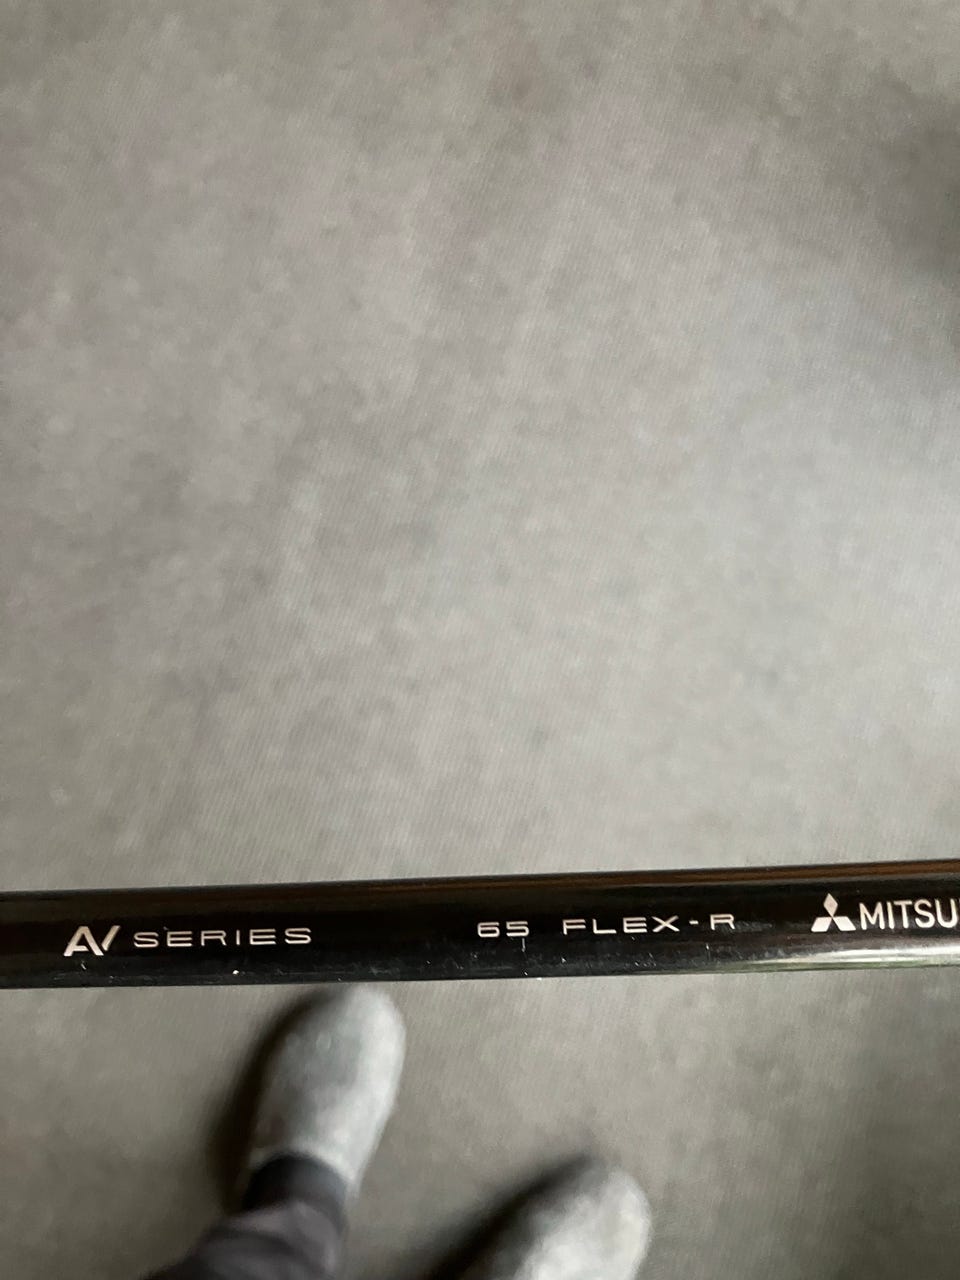 AV SERIES 65 FLEX-R MITSU